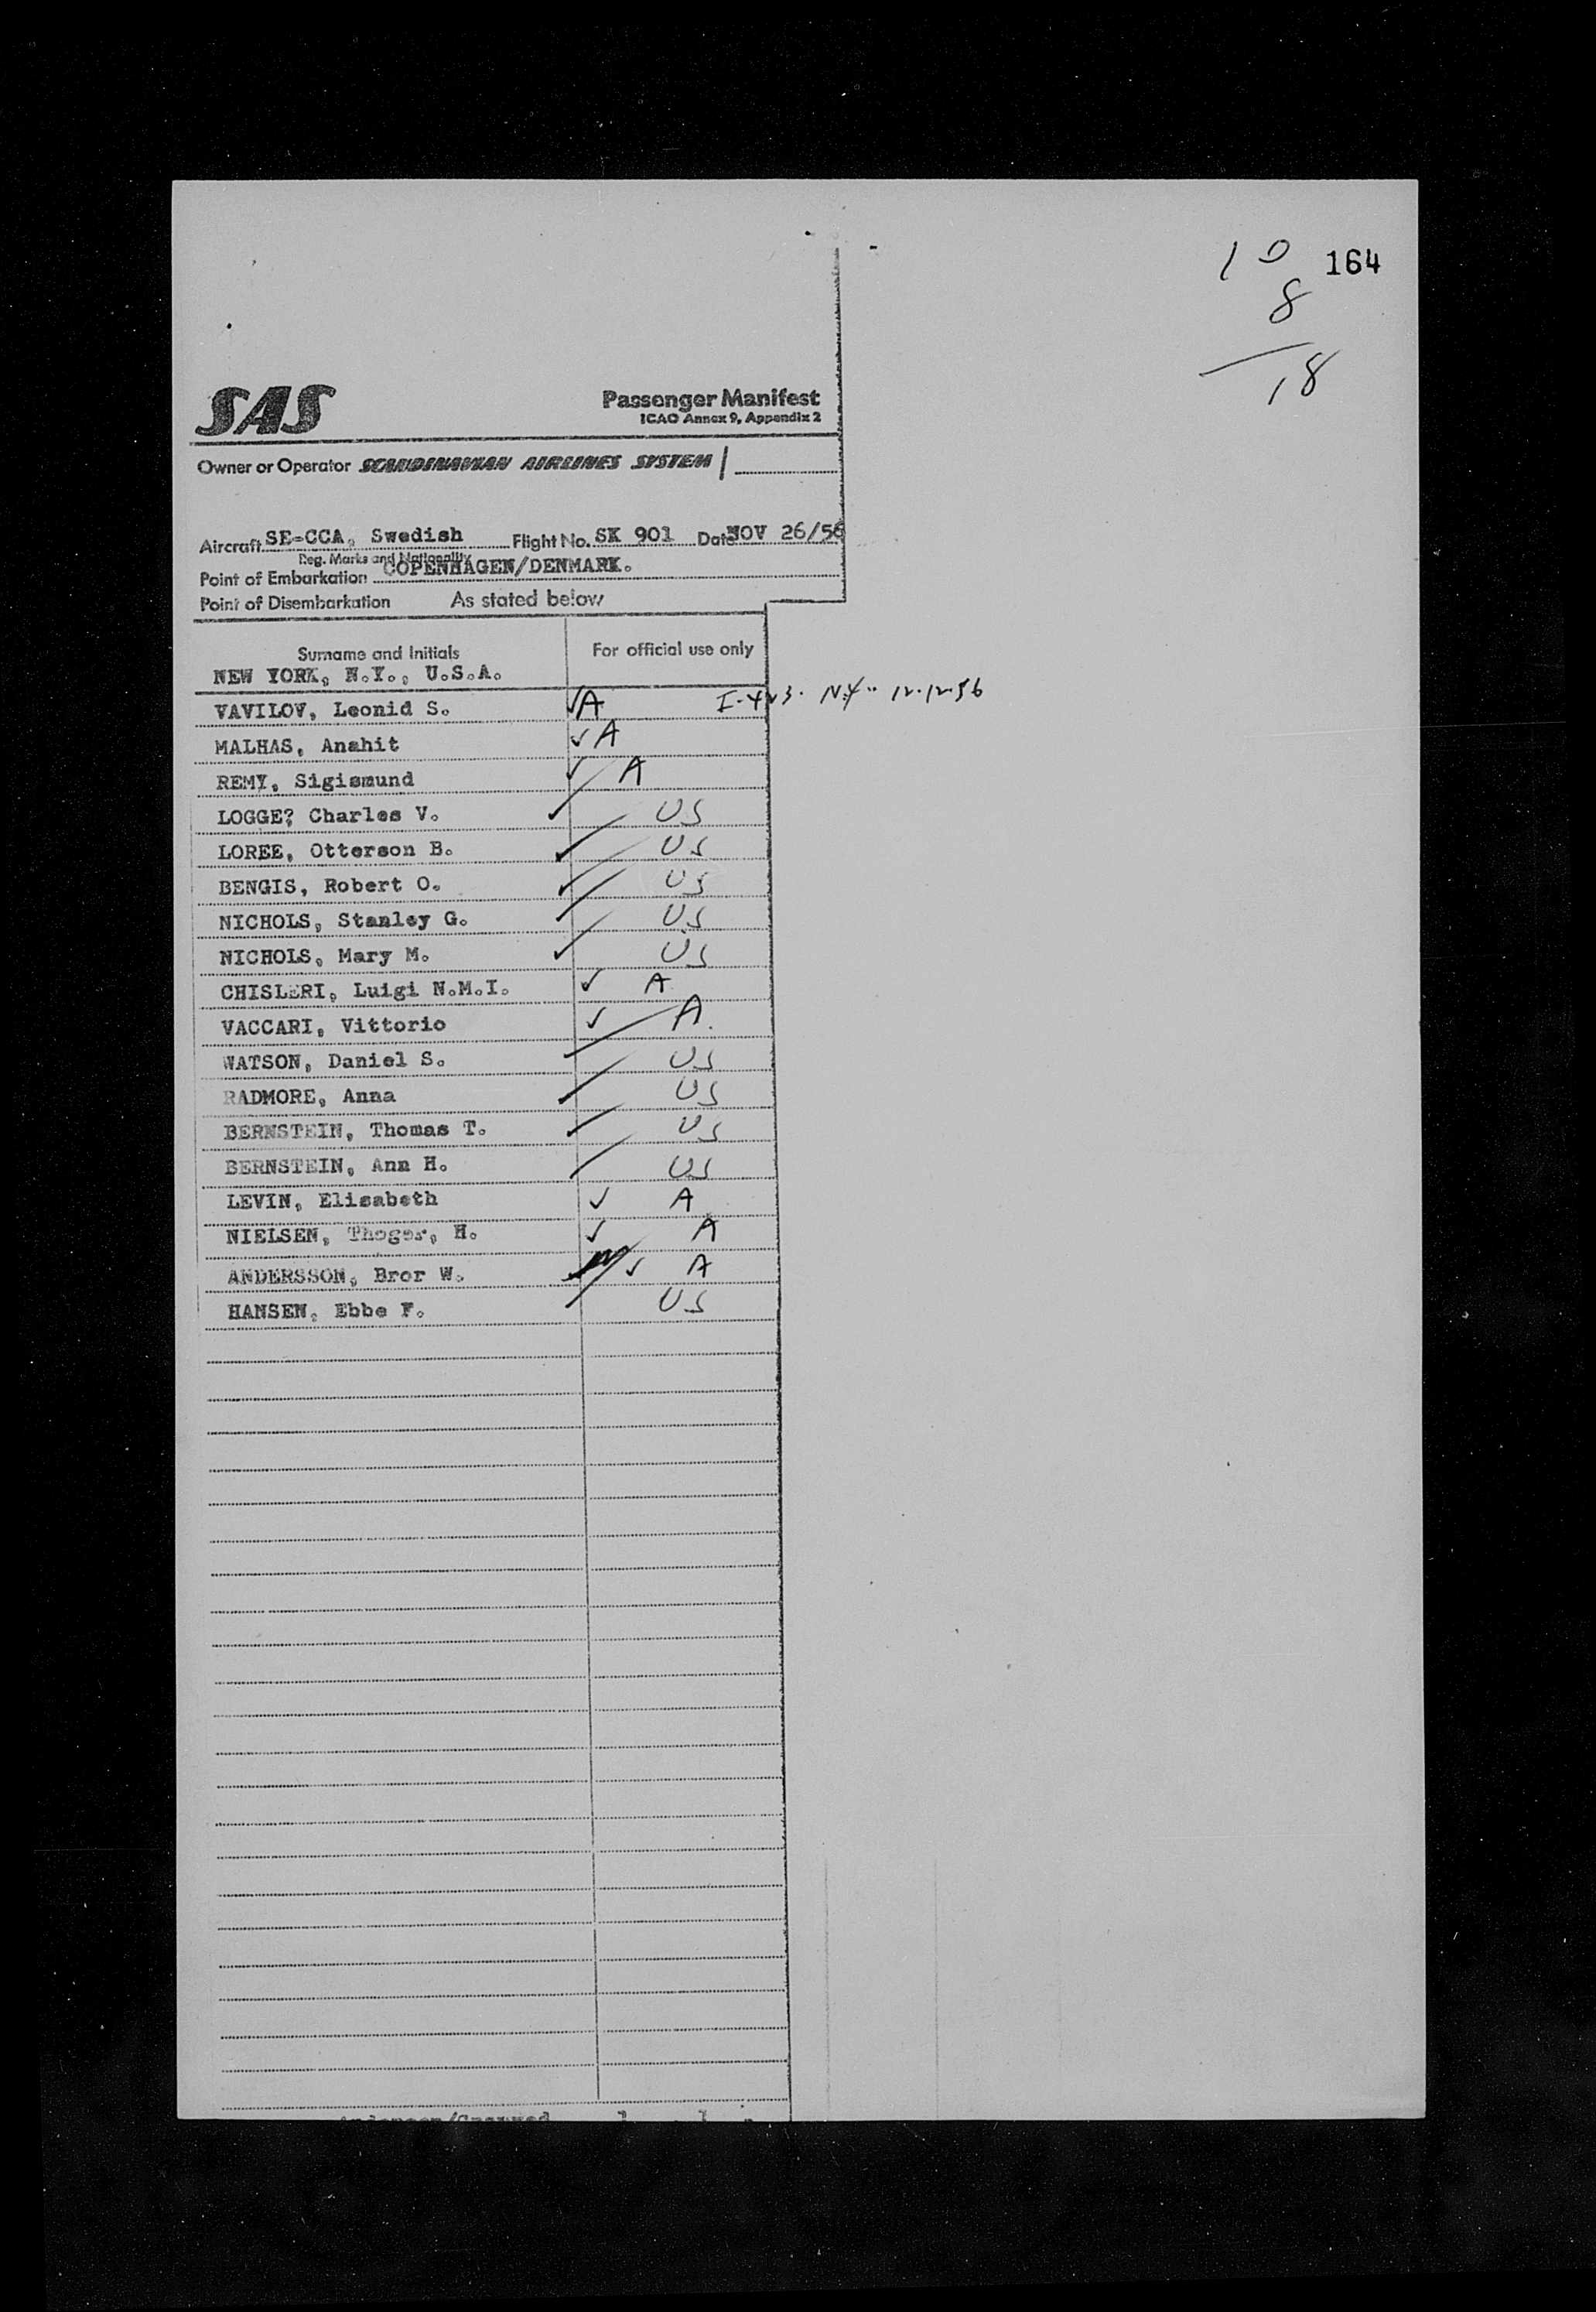 10 164
8
18
SAS Passenger Manifest
ICAO Annex 9, Appendix 2
Owner or Operator SCANDINAVIAN AIRLINES SYSTEM
Aircraft SE-CCA, Swedish Flight No. SK 901 Date NOV 26/56
Reg. Marks and Nationality
Point of Embarkation COPENHAGEN/DENMARK.
Point of Disembarkation As stated below
Surname and Initials For official use only
NEW YORK, N.Y., U.S.A.
VAVILOV, Leonid S. ✓A I-423. N.Y. 12.12.56
MALHAS, Anahit ✓ A
REMY, Sigismund ✓ A
LOGGE? Charles V. ✓ US
LOREE, Otterson B. ✓ US
BENGIS, Robert O. ✓ US
NICHOLS, Stanley G. ✓ US
NICHOLS, Mary M. ✓ US
CHISLERI, Luigi N.M.I. ✓ A
VACCARI, Vittorio ✓ A.
WATSON, Daniel S. ✓ US
RADMORE, Anna ✓ US
BERNSTEIN, Thomas T. ✓ US
BERNSTEIN, Ann H. ✓ US
LEVIN, Elisabeth ✓ A
NIELSEN, Thoger, H. ✓ A
ANDERSSON, Bror W. ✓ A
HANSEN, Ebbe F. ✓ US